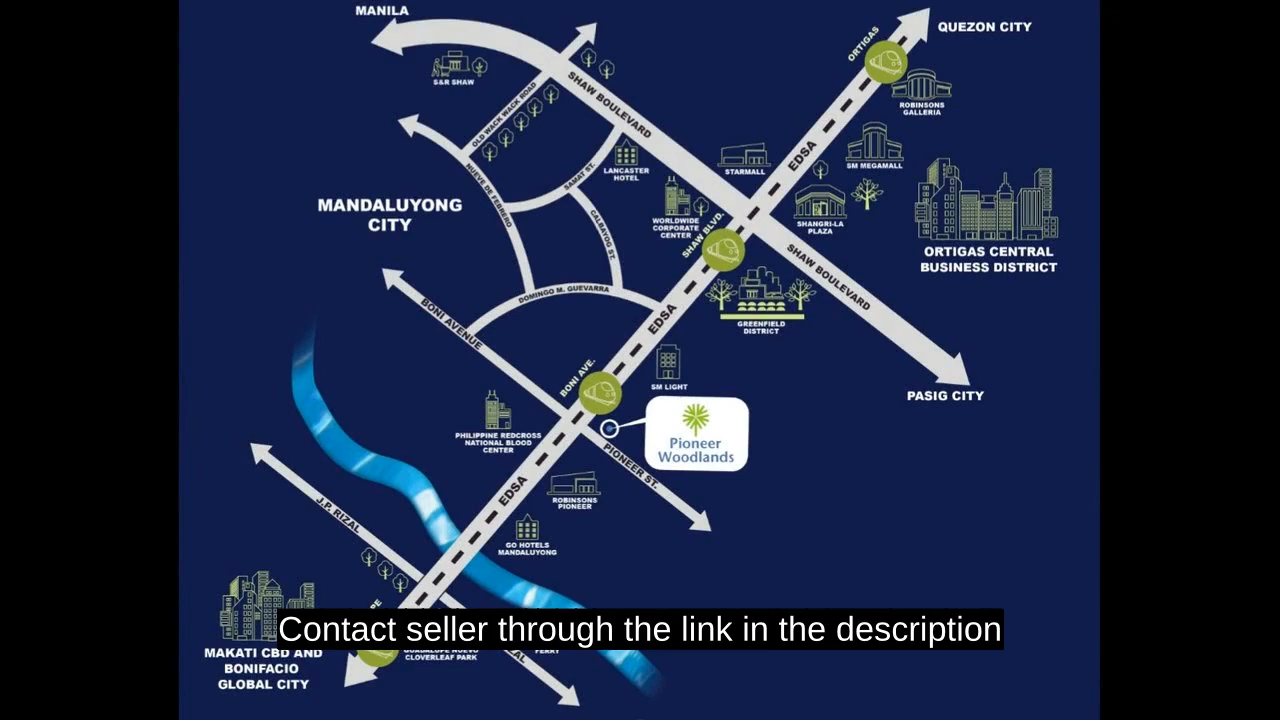 MANILA
QUEZON CITY
ORTIGAS
S&R SHAW
OLD WACK WACK ROAD
SHAW BOULEVARD
ROBINSONS
GALLERIA
EDSA
SM MEGAMALL
STARMALL
LANCASTER
HOTEL
SAMAT ST.
NUEVE DE FEBRERO
MANDALUYONG
CITY
WORLDWIDE
CORPORATE
CENTER
CALBAYOG ST.
SHANGRI-LA
PLAZA
SHAW BLVD.
ORTIGAS CENTRAL
BUSINESS DISTRICT
SHAW BOULEVARD
DOMINGO M. GUEVARRA
BONI AVENUE
EDSA
GREENFIELD
DISTRICT
BONI AVE.
SM LIGHT
PASIG CITY
PHILIPPINE REDCROSS
NATIONAL BLOOD
CENTER
Pioneer
Woodlands
PIONEER ST.
EDSA
ROBINSONS
PIONEER
J.P. RIZAL
GO HOTELS
MANDALUYONG
Contact seller through the link in the description
MAKATI CBD AND
BONIFACIO
GLOBAL CITY
CLOVERLEAF PARK
FERRY